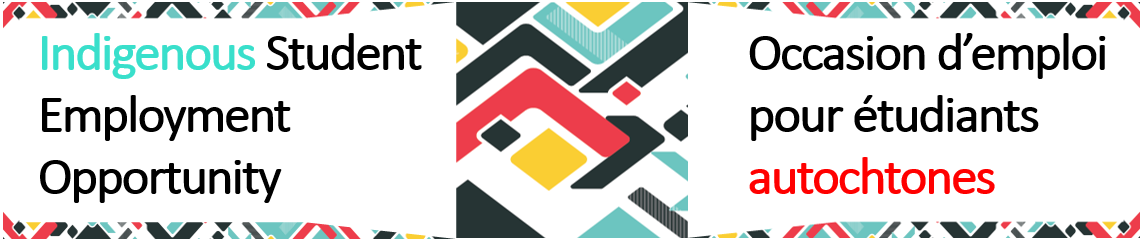 Indigenous Student
Employment
Opportunity
Occasion d’emploi
pour étudiants
autochtones